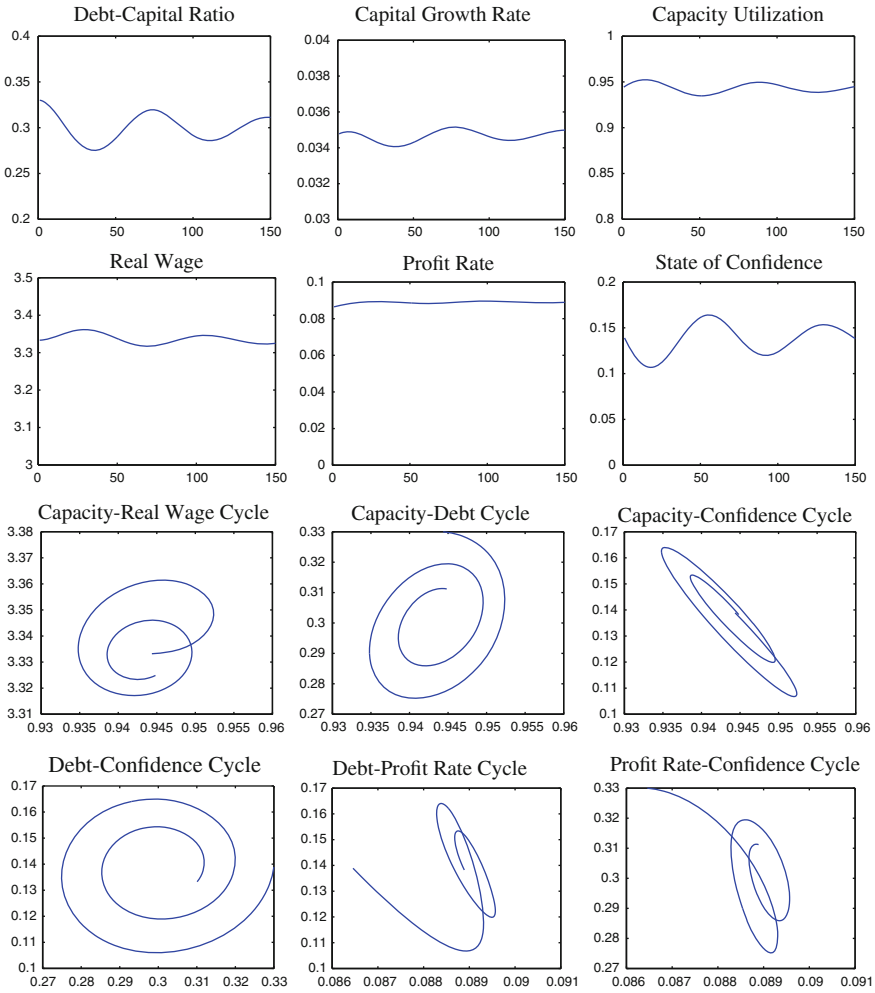 Debt-Capital Ratio Capital Growth Rate Capacity Utilization
0.4 0.04 1
0.35 0.038 0.95
0.036
0.3 0.9
0.034
0.25 0.85
0.032
0.2 0.03 0.8
0 50 100 150 0 50 100 150 0 50 100 150
Real Wage Profit Rate State of Confidence
3.5 0.1 0.2
3.4 0.08 0.15
3.3 0.06
0.1
3.2 0.04
0.05
3.1 0.02
3 0 0
0 50 100 150 0 50 100 150 0 50 100 150
Capacity-Real Wage Cycle Capacity-Debt Cycle Capacity-Confidence Cycle
3.38 0.33 0.17
3.37 0.32 0.16
3.36 0.31 0.15
3.35 0.14
3.34 0.3
0.13
3.33 0.29
0.12
3.32 0.28 0.11
3.31 0.27 0.1
0.93 0.935 0.94 0.945 0.95 0.955 0.96 0.93 0.935 0.94 0.945 0.95 0.955 0.96 0.93 0.935 0.94 0.945 0.95 0.955 0.96
Debt-Confidence Cycle Debt-Profit Rate Cycle Profit Rate-Confidence Cycle
0.17 0.17 0.33
0.16 0.16 0.32
0.15 0.15 0.31
0.14 0.14
0.3
0.13 0.13
0.29
0.12 0.12
0.11 0.11 0.28
0.1 0.1 0.27
0.27 0.28 0.29 0.3 0.31 0.32 0.33 0.086 0.087 0.088 0.089 0.09 0.091 0.086 0.087 0.088 0.089 0.09 0.091